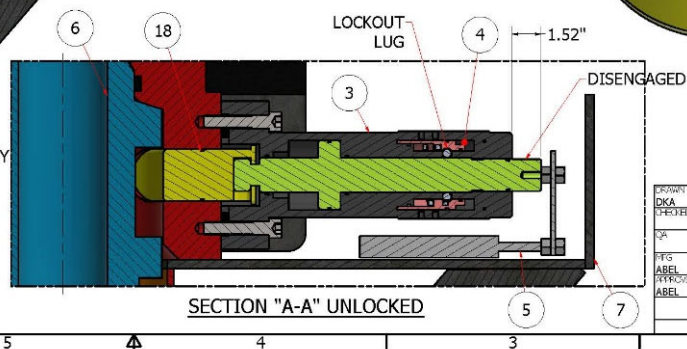 6
18
LOCKOUT
LUG
4
1.52"
3
DISENGAGED
Y
DRAWN
DKA
CHECKED
QA
MFG
ABEL
APPROVED
ABEL
SECTION "A-A" UNLOCKED
5
7
5
4
3